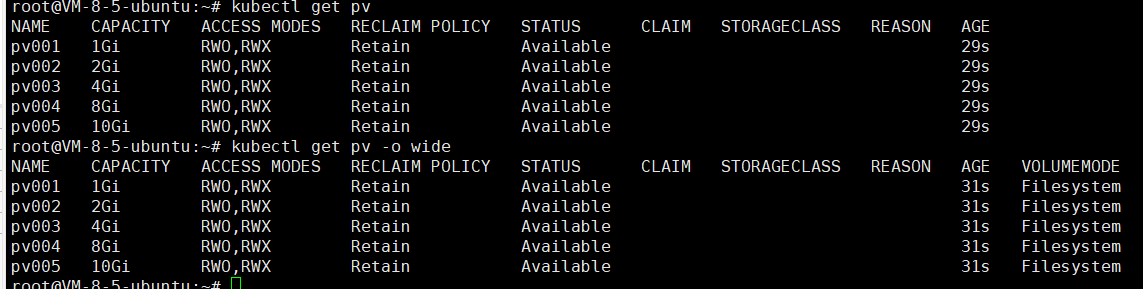 root@VM-8-5-ubuntu:~# kubectl get pv
NAME CAPACITY ACCESS MODES RECLAIM POLICY STATUS CLAIM STORAGECLASS REASON AGE
pv001 1Gi RWO,RWX Retain Available 29s
pv002 2Gi RWO,RWX Retain Available 29s
pv003 4Gi RWO,RWX Retain Available 29s
pv004 8Gi RWO,RWX Retain Available 29s
pv005 10Gi RWO,RWX Retain Available 29s
root@VM-8-5-ubuntu:~# kubectl get pv -o wide
NAME CAPACITY ACCESS MODES RECLAIM POLICY STATUS CLAIM STORAGECLASS REASON AGE VOLUMEMODE
pv001 1Gi RWO,RWX Retain Available 31s Filesystem
pv002 2Gi RWO,RWX Retain Available 31s Filesystem
pv003 4Gi RWO,RWX Retain Available 31s Filesystem
pv004 8Gi RWO,RWX Retain Available 31s Filesystem
pv005 10Gi RWO,RWX Retain Available 31s Filesystem
root@VM-8-5-ubuntu:~#